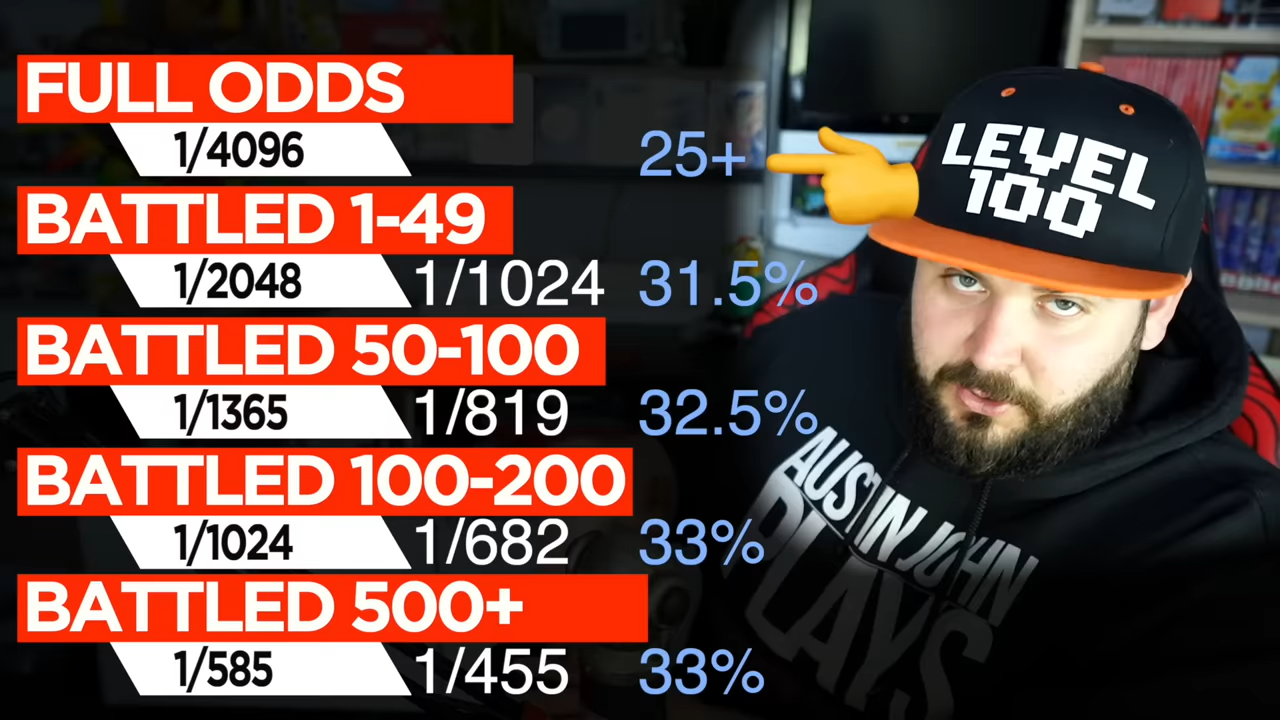 FULL ODDS
1/4096 25+
BATTLED 1-49
1/2048 1/1024 31.5%
BATTLED 50-100
1/1365 1/819 32.5%
BATTLED 100-200
1/1024 1/682 33%
BATTLED 500+
1/585 1/455 33%
LEVEL
100
AUSTIN JOHN
PLAYS